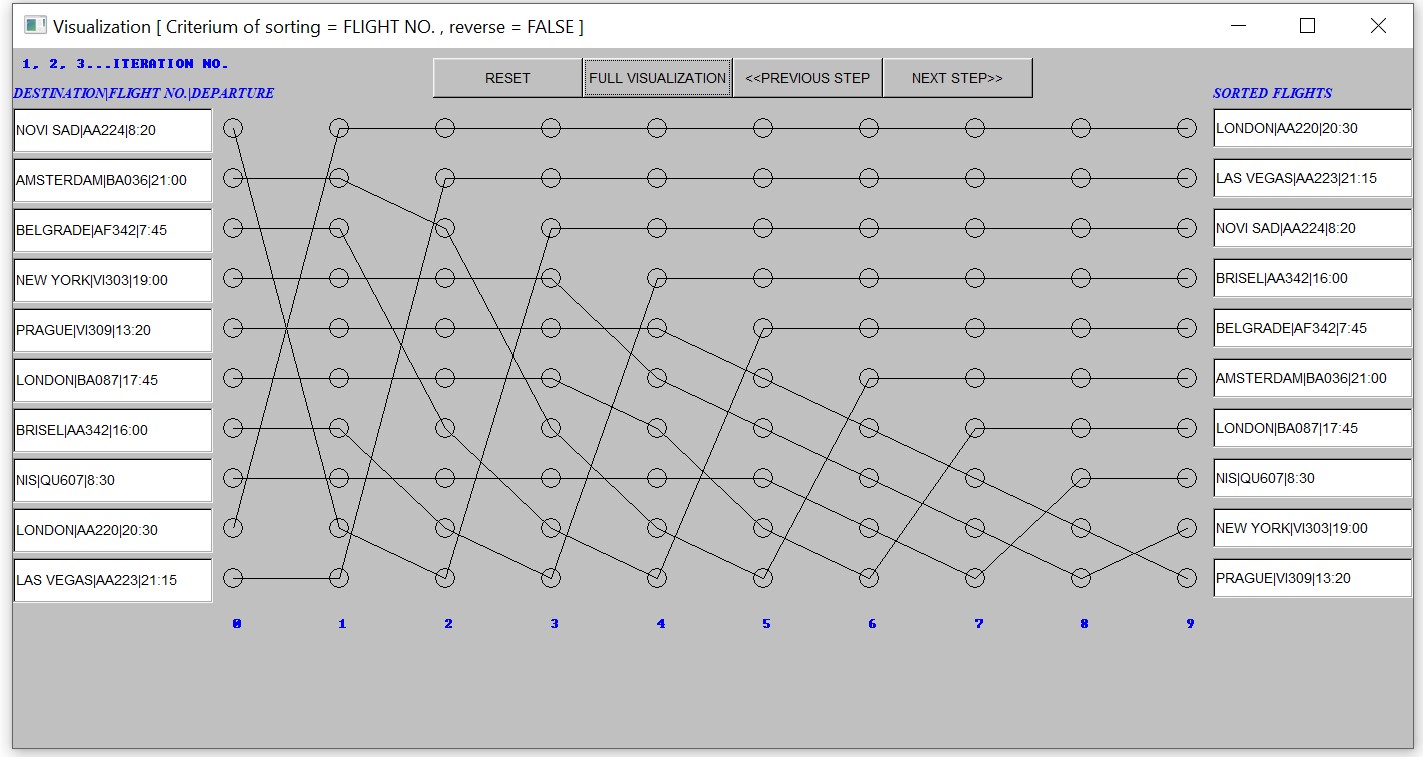 Visualization [ Criterium of sorting = FLIGHT NO. , reverse = FALSE ]
1, 2, 3...ITERATION NO.
RESET
FULL VISUALIZATION
<<PREVIOUS STEP
NEXT STEP>>
DESTINATION|FLIGHT NO.|DEPARTURE
SORTED FLIGHTS
NOVI SAD|AA224|8:20
LONDON|AA220|20:30
AMSTERDAM|BA036|21:00
LAS VEGAS|AA223|21:15
BELGRADE|AF342|7:45
NOVI SAD|AA224|8:20
NEW YORK|VI303|19:00
BRISEL|AA342|16:00
PRAGUE|VI309|13:20
BELGRADE|AF342|7:45
LONDON|BA087|17:45
AMSTERDAM|BA036|21:00
BRISEL|AA342|16:00
LONDON|BA087|17:45
NIS|QU607|8:30
NIS|QU607|8:30
LONDON|AA220|20:30
NEW YORK|VI303|19:00
LAS VEGAS|AA223|21:15
PRAGUE|VI309|13:20
0 1 2 3 4 5 6 7 8 9